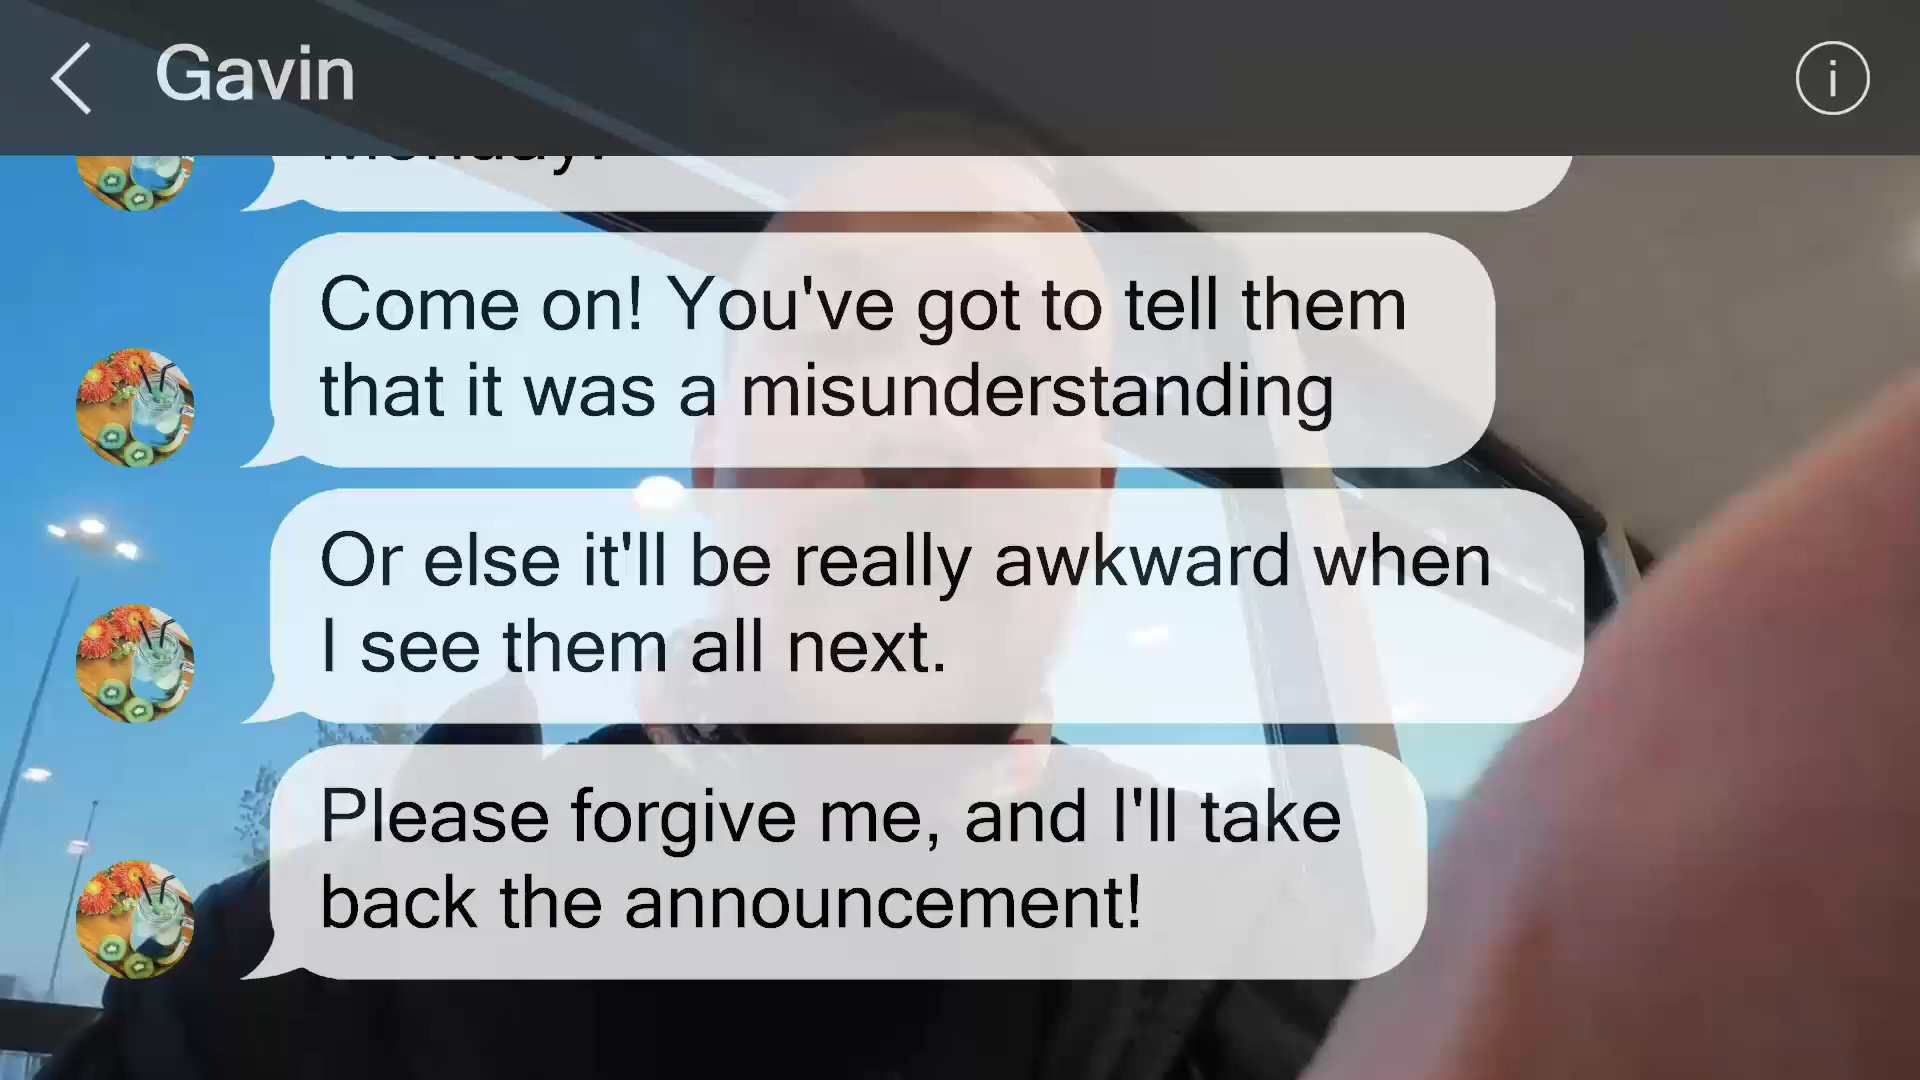 Gavin
Come on! You've got to tell them
that it was a misunderstanding
Or else it'll be really awkward when
I see them all next.
Please forgive me, and I'll take
back the announcement!